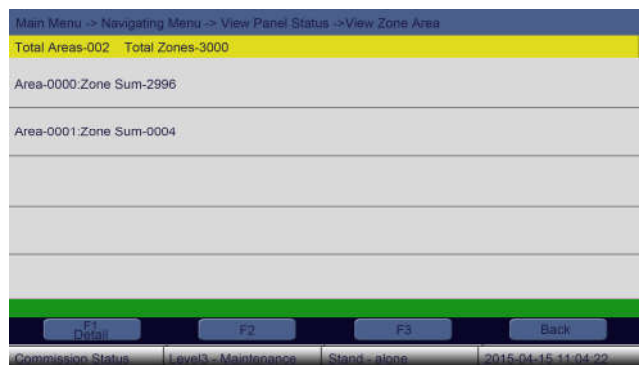 Main Menu -> Navigating Menu -> View Panel Status ->View Zone Area
Total Areas-002 Total Zones-3000
Area-0000:Zone Sum-2996
Area-0001:Zone Sum-0004
F1 Detail F2 F3 Back
Commission Status Level3 - Maintenance Stand - alone 2015-04-15 11:04:22